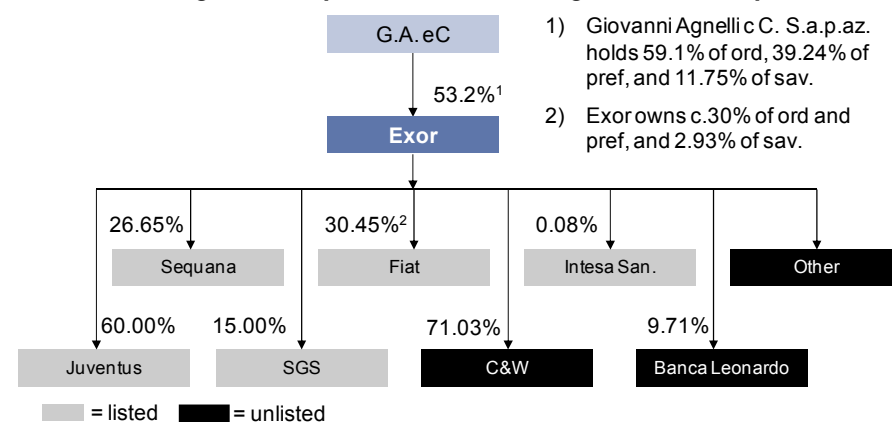 G.A. eC
53.2%1
Exor
1) Giovanni Agnelli c C. S.a.p.az.
holds 59.1% of ord, 39.24% of
pref, and 11.75% of sav.
2) Exor owns c.30% of ord and
pref, and 2.93% of sav.
26.65%
30.45%2
0.08%
Sequana
Fiat
Intesa San.
Other
60.00%
15.00%
71.03%
9.71%
Juventus
SGS
C&W
Banca Leonardo
= listed
= unlisted